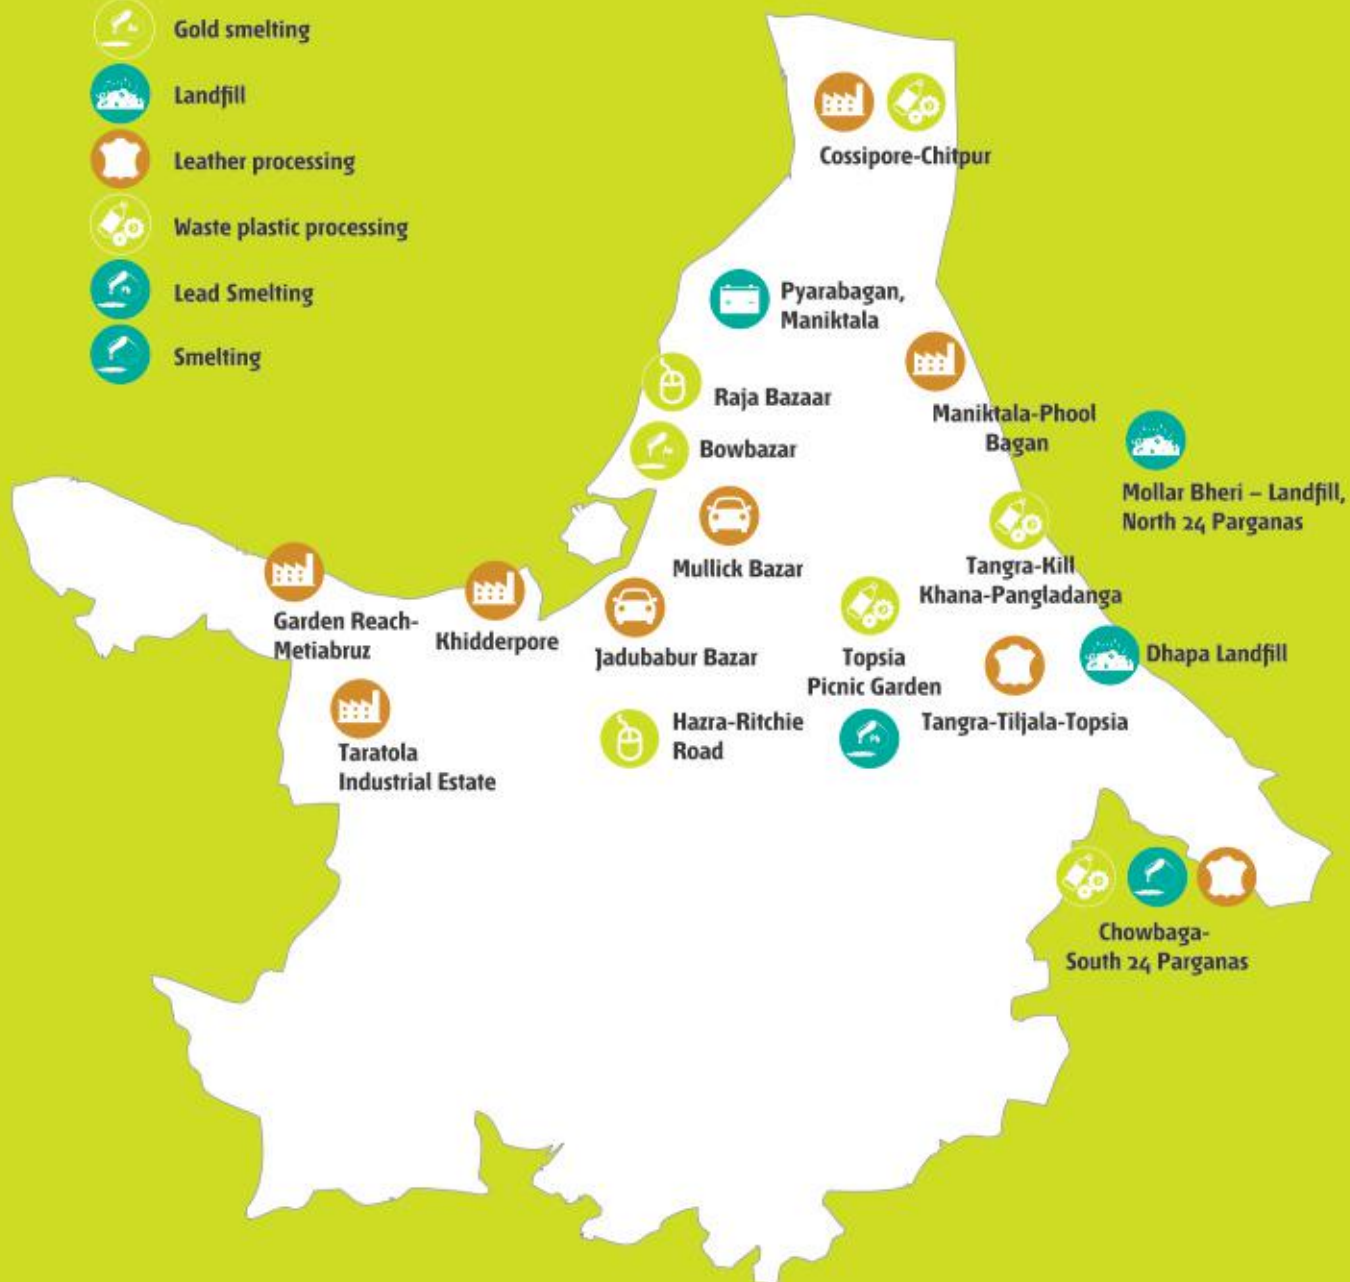 Gold smelting
Landfill
Leather processing
Waste plastic processing
Lead Smelting
Smelting
Cossipore-Chitpur
Pyarabagan,
Maniktala
Raja Bazaar
Maniktala-Phool
Bagan
Bowbazar
Mollar Bheri – Landfill,
North 24 Parganas
Mullick Bazar
Tangra-Kill
Khana-Pangladanga
Garden Reach-
Metiabruz
Khidderpore
Jadubabur Bazar
Topsia
Picnic Garden
Dhapa Landfill
Hazra-Ritchie
Road
Tangra-Tiljala-Topsia
Taratola
Industrial Estate
Chowbaga-
South 24 Parganas